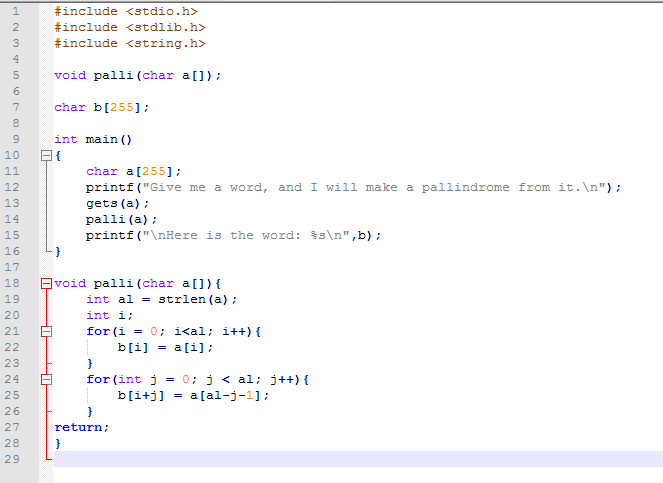 1 #include <stdio.h>
2 #include <stdlib.h>
3 #include <string.h>
4
5 void palli(char a[]);
6
7 char b[255];
8
9 int main()
10 {
11     char a[255];
12     printf("Give me a word, and I will make a pallindrome from it.\n");
13     gets(a);
14     palli(a);
15     printf("\nHere is the word: %s\n",b);
16 }
17
18 void palli(char a[]){
19     int al = strlen(a);
20     int i;
21     for(i = 0; i<al; i++){
22         b[i] = a[i];
23     }
24     for(int j = 0; j < al; j++){
25         b[i+j] = a[al-j-1];
26     }
27 return;
28 }
29